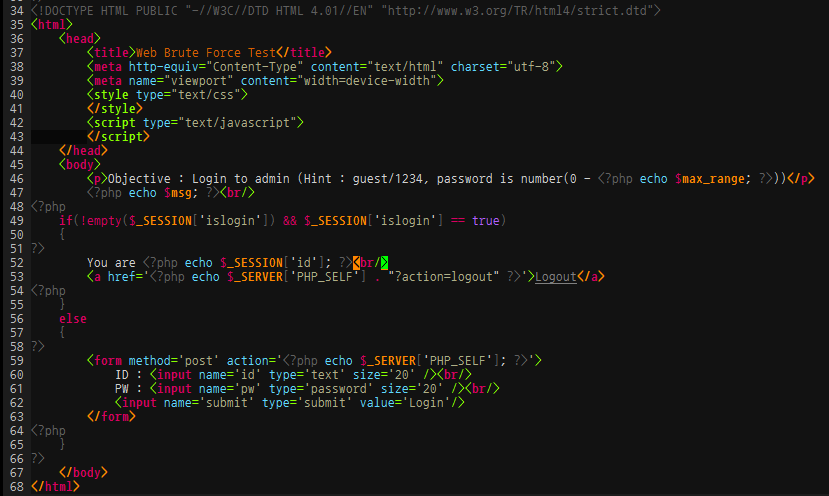 34 <!DOCTYPE HTML PUBLIC "-//W3C//DTD HTML 4.01//EN" "http://www.w3.org/TR/html4/strict.dtd">
35 <html>
36     <head>
37         <title>Web Brute Force Test</title>
38         <meta http-equiv="Content-Type" content="text/html" charset="utf-8">
39         <meta name="viewport" content="width=device-width">
40         <style type="text/css">
41         </style>
42         <script type="text/javascript">
43         </script>
44     </head>
45     <body>
46         <p>Objective : Login to admin (Hint : guest/1234, password is number(0 - <?php echo $max_range; ?>))</p>
47         <?php echo $msg; ?><br/>
48 <?php
49     if(!empty($_SESSION['islogin']) && $_SESSION['islogin'] == true)
50     {
51 ?>
52         You are <?php echo $_SESSION['id']; ?><br/>
53         <a href='<?php echo $_SERVER['PHP_SELF'] . "?action=logout" ?>'>Logout</a>
54 <?php
55     }
56     else
57     {
58 ?>
59         <form method='post' action='<?php echo $_SERVER['PHP_SELF']; ?>'>
60             ID : <input name='id' type='text' size='20' /><br/>
61             PW : <input name='pw' type='password' size='20' /><br/>
62             <input name='submit' type='submit' value='Login'/>
63         </form>
64 <?php
65     }
66 ?>
67     </body>
68 </html>